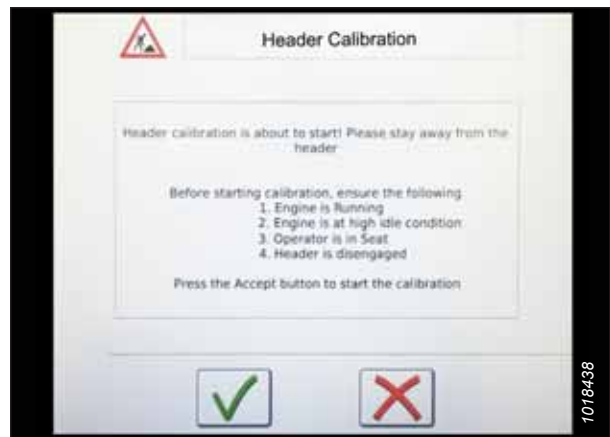 Header Calibration
Header calibration is about to start! Please stay away from the
header
Before starting calibration, ensure the following
1. Engine is Running
2. Engine is at high idle condition
3. Operator is in Seat
4. Header is disengaged
Press the Accept button to start the calibration
1018438